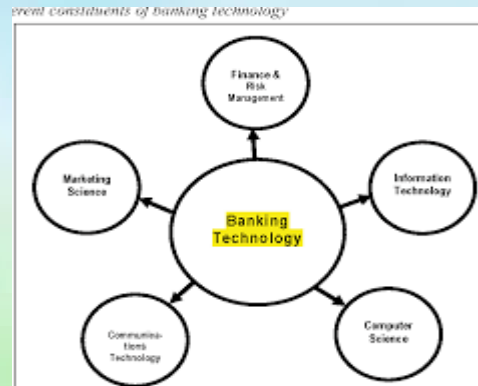 erent constituents of banking technology
Finance &
Risk
Management
Marketing
Science
Information
Technology
Banking
Technology
Communica-
tions
Technology
Computer
Science